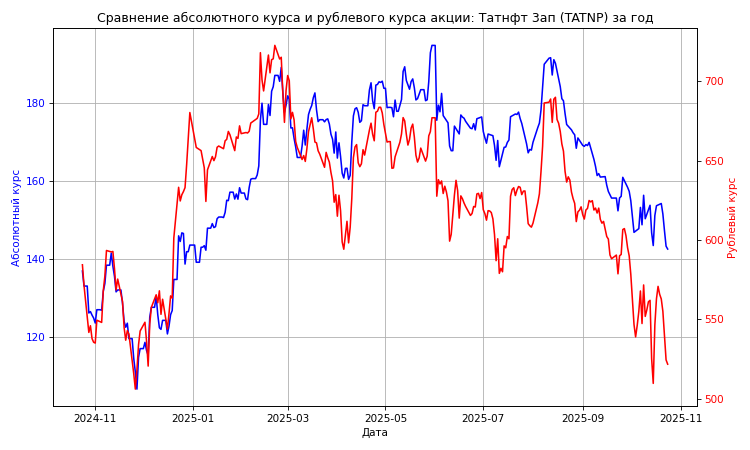 Сравнение абсолютного курса и рублевого курса акции: Татнфт 3ап (TATNP) за год
Абсолютный курс
180
160
140
120
700
650
600
550
500
Рублевый курс
2024-11 2025-01 2025-03 2025-05 2025-07 2025-09 2025-11
Дата